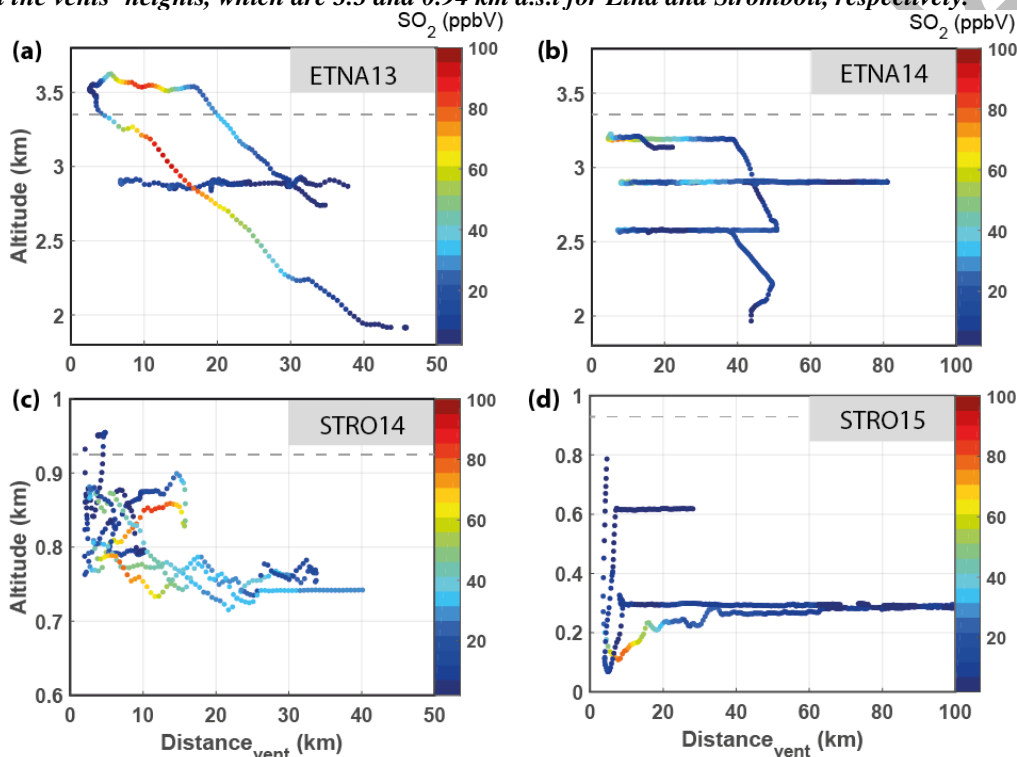 the vents' heights, which are 3.3 and 0.94 km a.s.l for Etna and Stromboli, respectively.
SO2 (ppbV) SO2 (ppbV)
(a) ETNA13 (b) ETNA14
100 100
3.5 80 3.5 80
Altitude (km) 3 60 3 60
2.5 40 2.5 40
20 20
2 2
0 10 20 30 40 50 0 20 40 60 80 100
(c) STRO14 (d) STRO15
1 100 1 100
0.9 80 0.8 80
Altitude (km) 60 0.6 60
0.8 40 0.4 40
0.7 20 0.2 20
0.6 0
0 10 20 30 40 50 0 20 40 60 80 100
Distancevent (km) Distancevent (km)